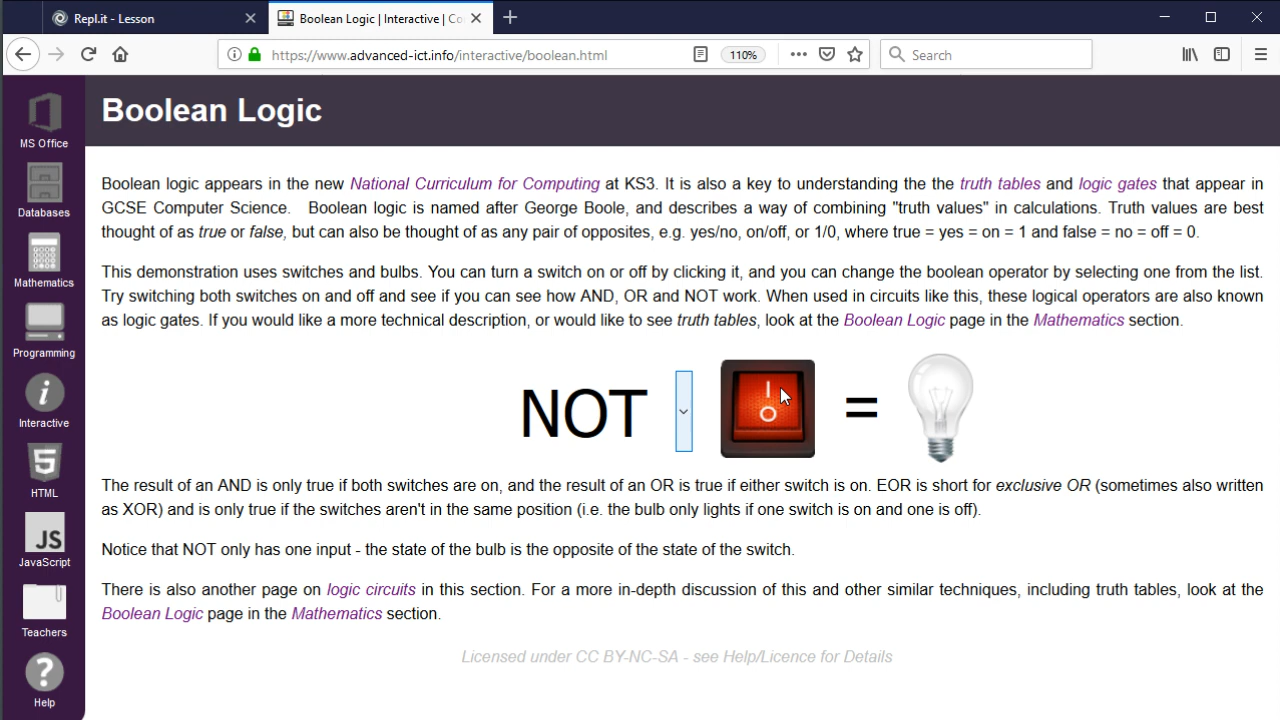 Repl.it - Lesson
Boolean Logic | Interactive | Co
https://www.advanced-ict.info/interactive/boolean.html
110%
Search
Boolean Logic
MS Office
Databases
Mathematics
Programming
Interactive
HTML
JS
JavaScript
Teachers
Help
Boolean logic appears in the new National Curriculum for Computing at KS3. It is also a key to understanding the the truth tables and logic gates that appear in
GCSE Computer Science. Boolean logic is named after George Boole, and describes a way of combining "truth values" in calculations. Truth values are best
thought of as true or false, but can also be thought of as any pair of opposites, e.g. yes/no, on/off, or 1/0, where true = yes = on = 1 and false = no = off = 0.
This demonstration uses switches and bulbs. You can turn a switch on or off by clicking it, and you can change the boolean operator by selecting one from the list.
Try switching both switches on and off and see if you can see how AND, OR and NOT work. When used in circuits like this, these logical operators are also known
as logic gates. If you would like a more technical description, or would like to see truth tables, look at the Boolean Logic page in the Mathematics section.
NOT =
The result of an AND is only true if both switches are on, and the result of an OR is true if either switch is on. EOR is short for exclusive OR (sometimes also written
as XOR) and is only true if the switches aren't in the same position (i.e. the bulb only lights if one switch is on and one is off).
Notice that NOT only has one input - the state of the bulb is the opposite of the state of the switch.
There is also another page on logic circuits in this section. For a more in-depth discussion of this and other similar techniques, including truth tables, look at the
Boolean Logic page in the Mathematics section.
Licensed under CC BY-NC-SA - see Help/Licence for Details